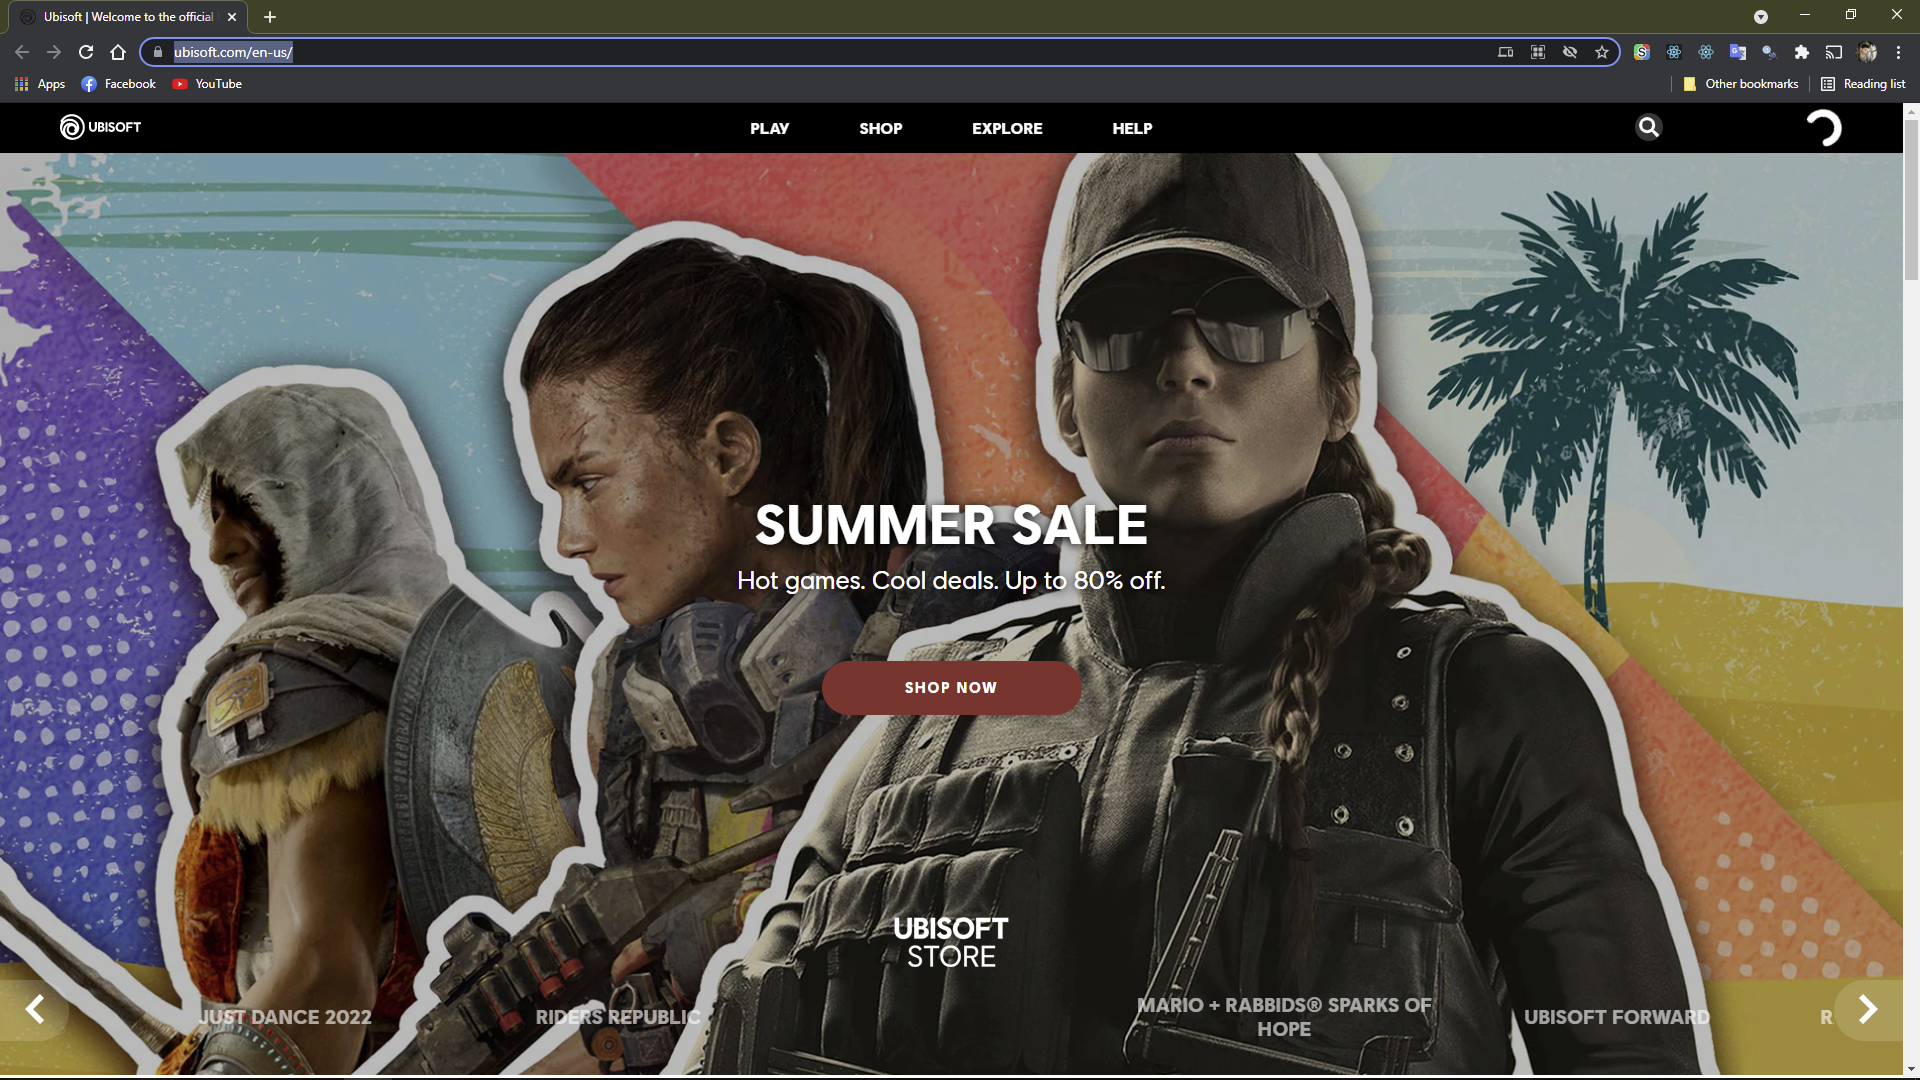 Ubisoft | Welcome to the official
ubisoft.com/en-us/
Apps
Facebook
YouTube
Other bookmarks
Reading list
UBISOFT
PLAY
SHOP
EXPLORE
HELP
SUMMER SALE
Hot games. Cool deals. Up to 80% off.
SHOP NOW
UBISOFT
STORE
JUST DANCE 2022
RIDERS REPUBLIC
MARIO + RABBIDS® SPARKS OF
HOPE
UBISOFT FORWARD
R